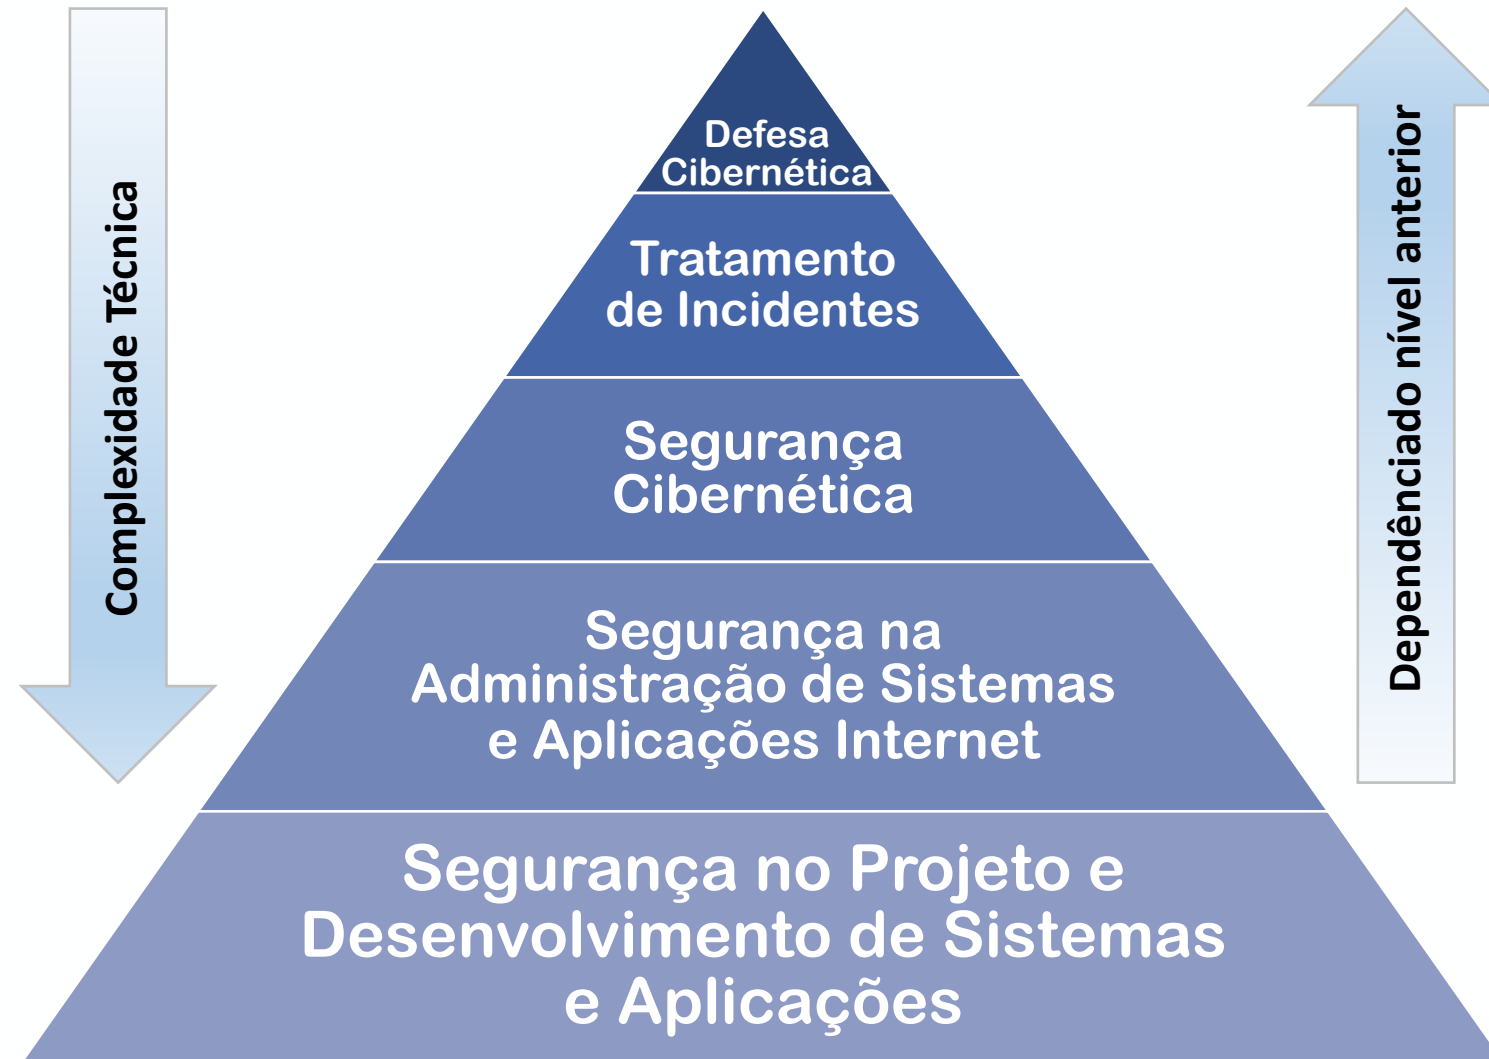 Complexidade Técnica
Defesa
Cibernética
Tratamento
de Incidentes
Segurança
Cibernética
Segurança na
Administração de Sistemas
e Aplicações Internet
Segurança no Projeto e
Desenvolvimento de Sistemas
e Aplicações
Dependênciado nível anterior